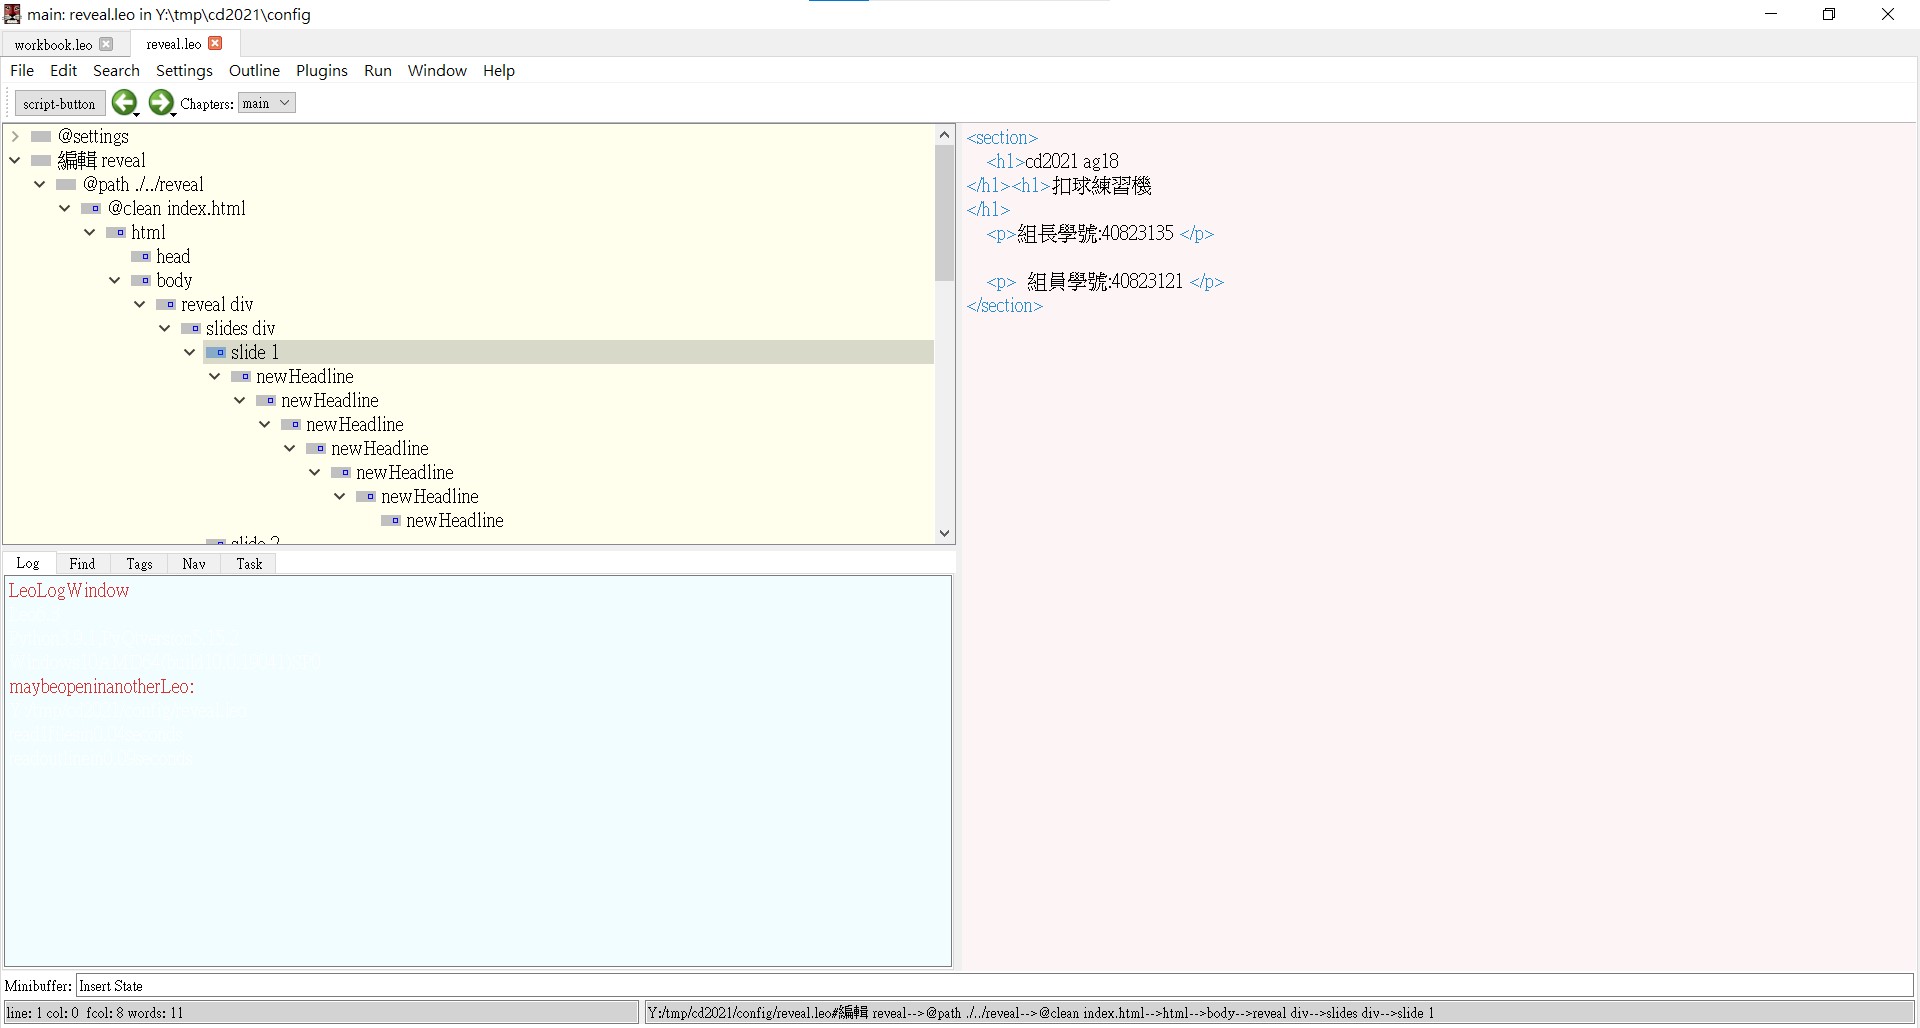 main: reveal.leo in Y:\tmp\cd2021\config
workbook.leo
reveal.leo
File Edit Search Settings Outline Plugins Run Window Help
script-button Chapters: main
@settings
編輯 reveal
@path ./../reveal
@clean index.html
html
head
body
reveal div
slides div
slide 1
newHeadline
newHeadline
newHeadline
newHeadline
newHeadline
newHeadline
newHeadline
slide 2
<section>
<h1>cd2021 ag18
</h1><h1>扣球練習機
</h1>
<p>組長學號:40823135 </p>
<p> 組員學號:40823121 </p>
</section>
Log Find Tags Nav Task
LeoLogWindow
maybeopeninanotherLeo:
Minibuffer: Insert State
line: 1 col: 0 fcol: 8 words: 11
Y:/tmp/cd2021/config/reveal.leo#編輯 reveal-->@path ./../reveal-->@clean index.html-->html-->body-->reveal div-->slides div-->slide 1